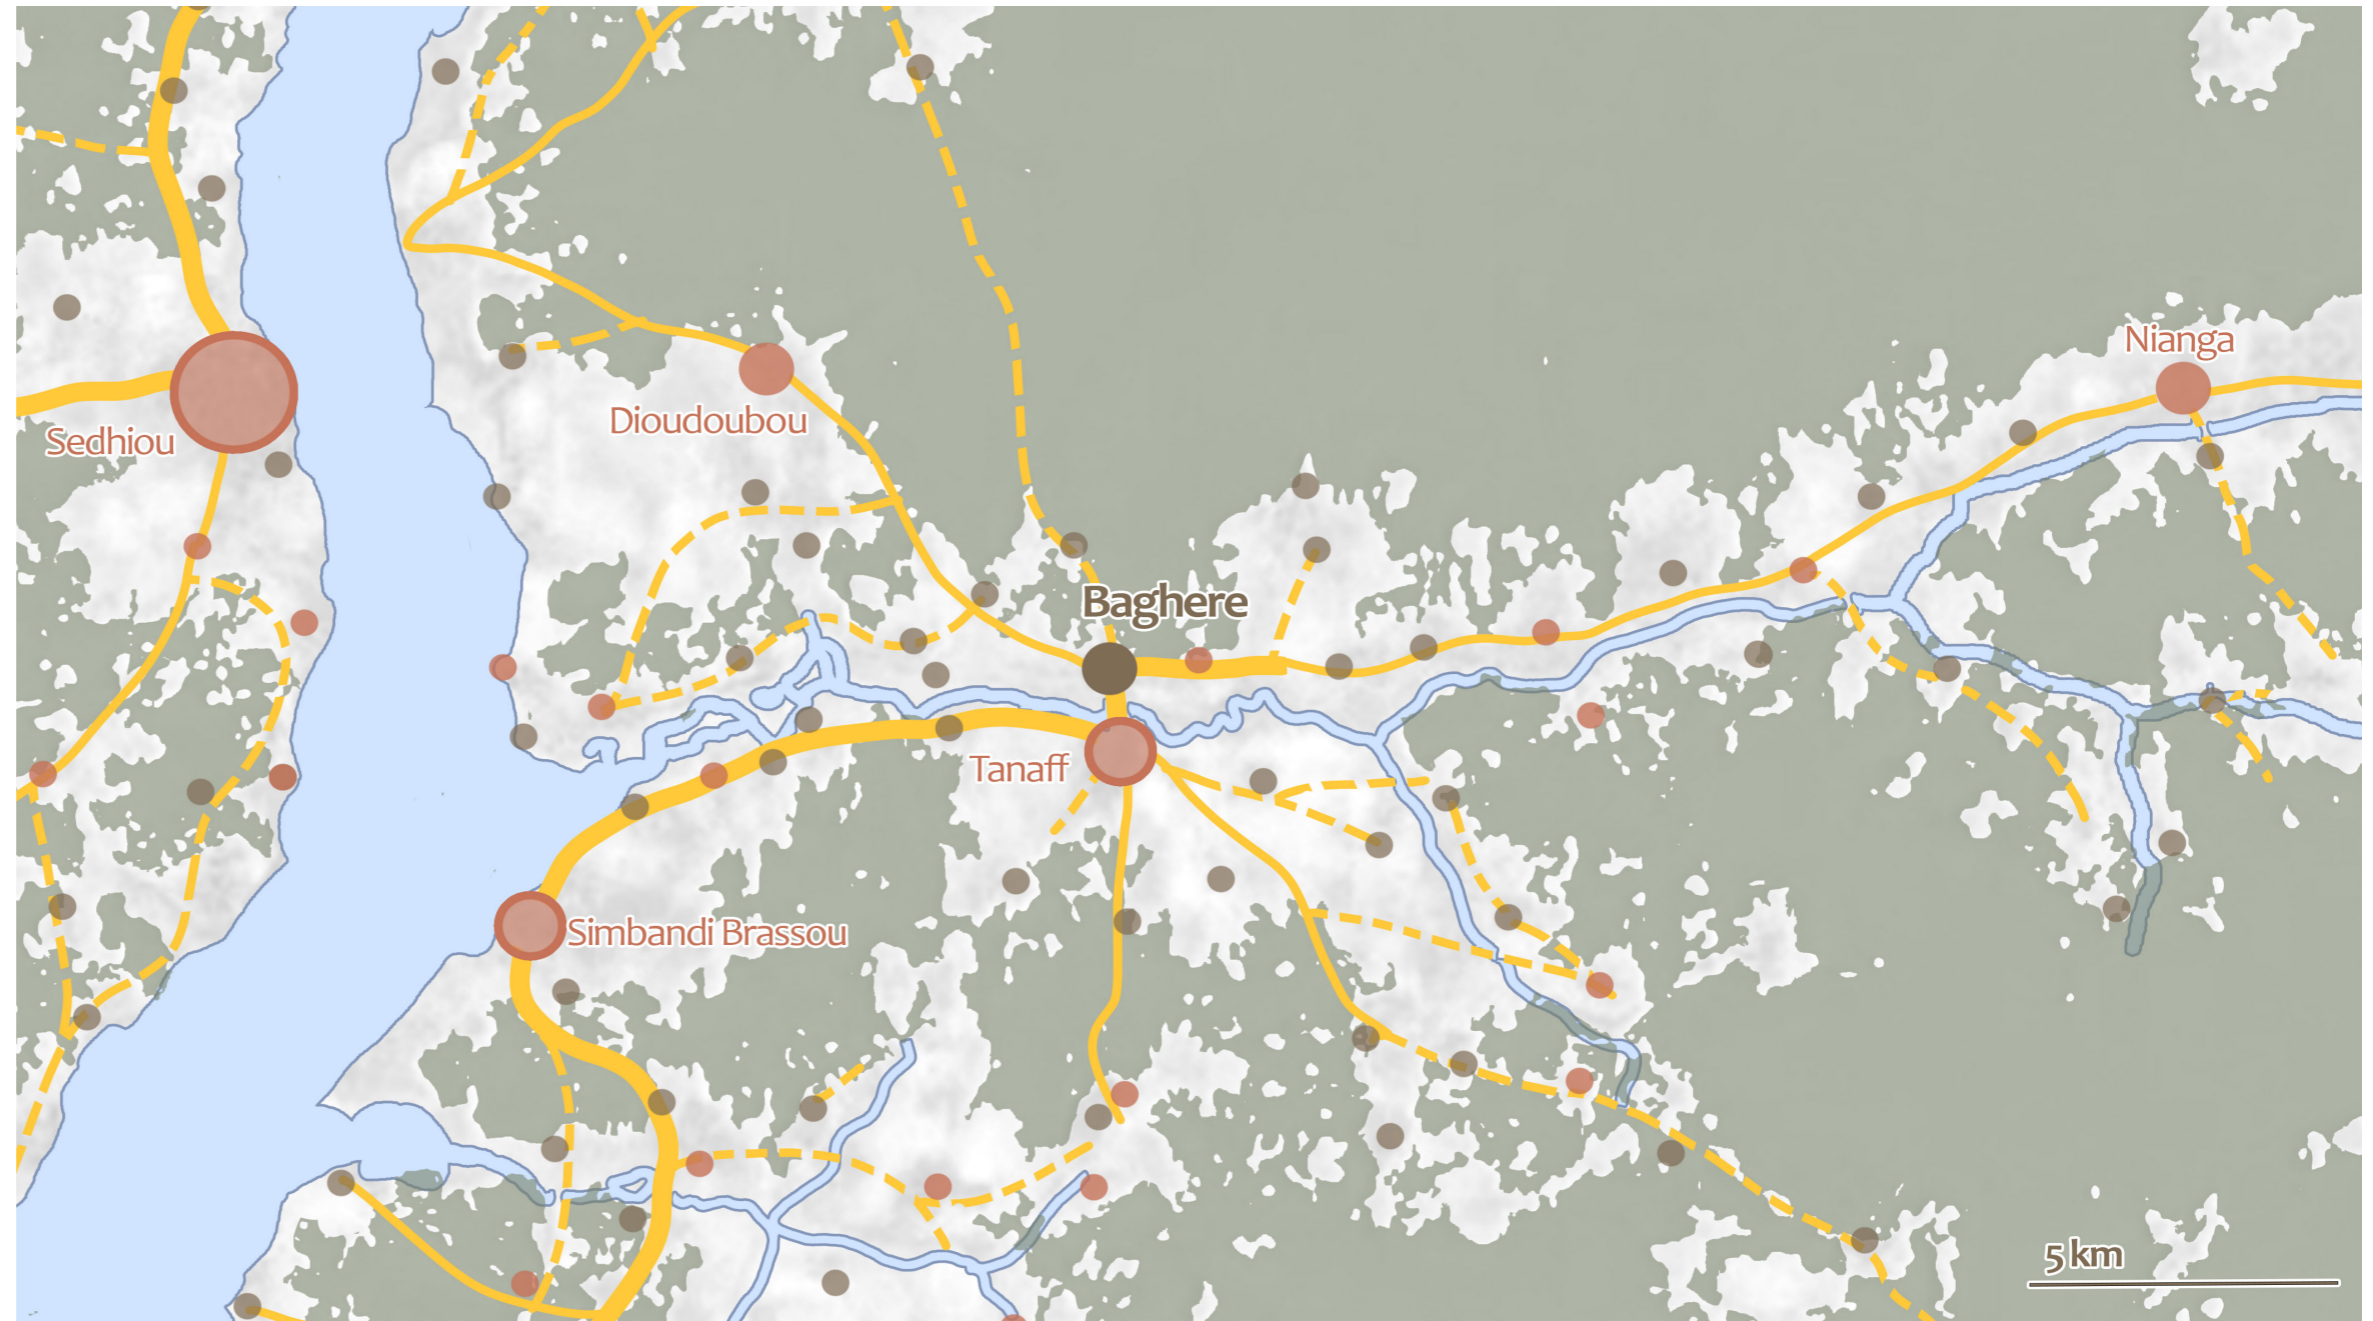 Nianga
Dioudoubou
Sedhiou
Baghere
Tanaff
Simbandi Brassou
5 km